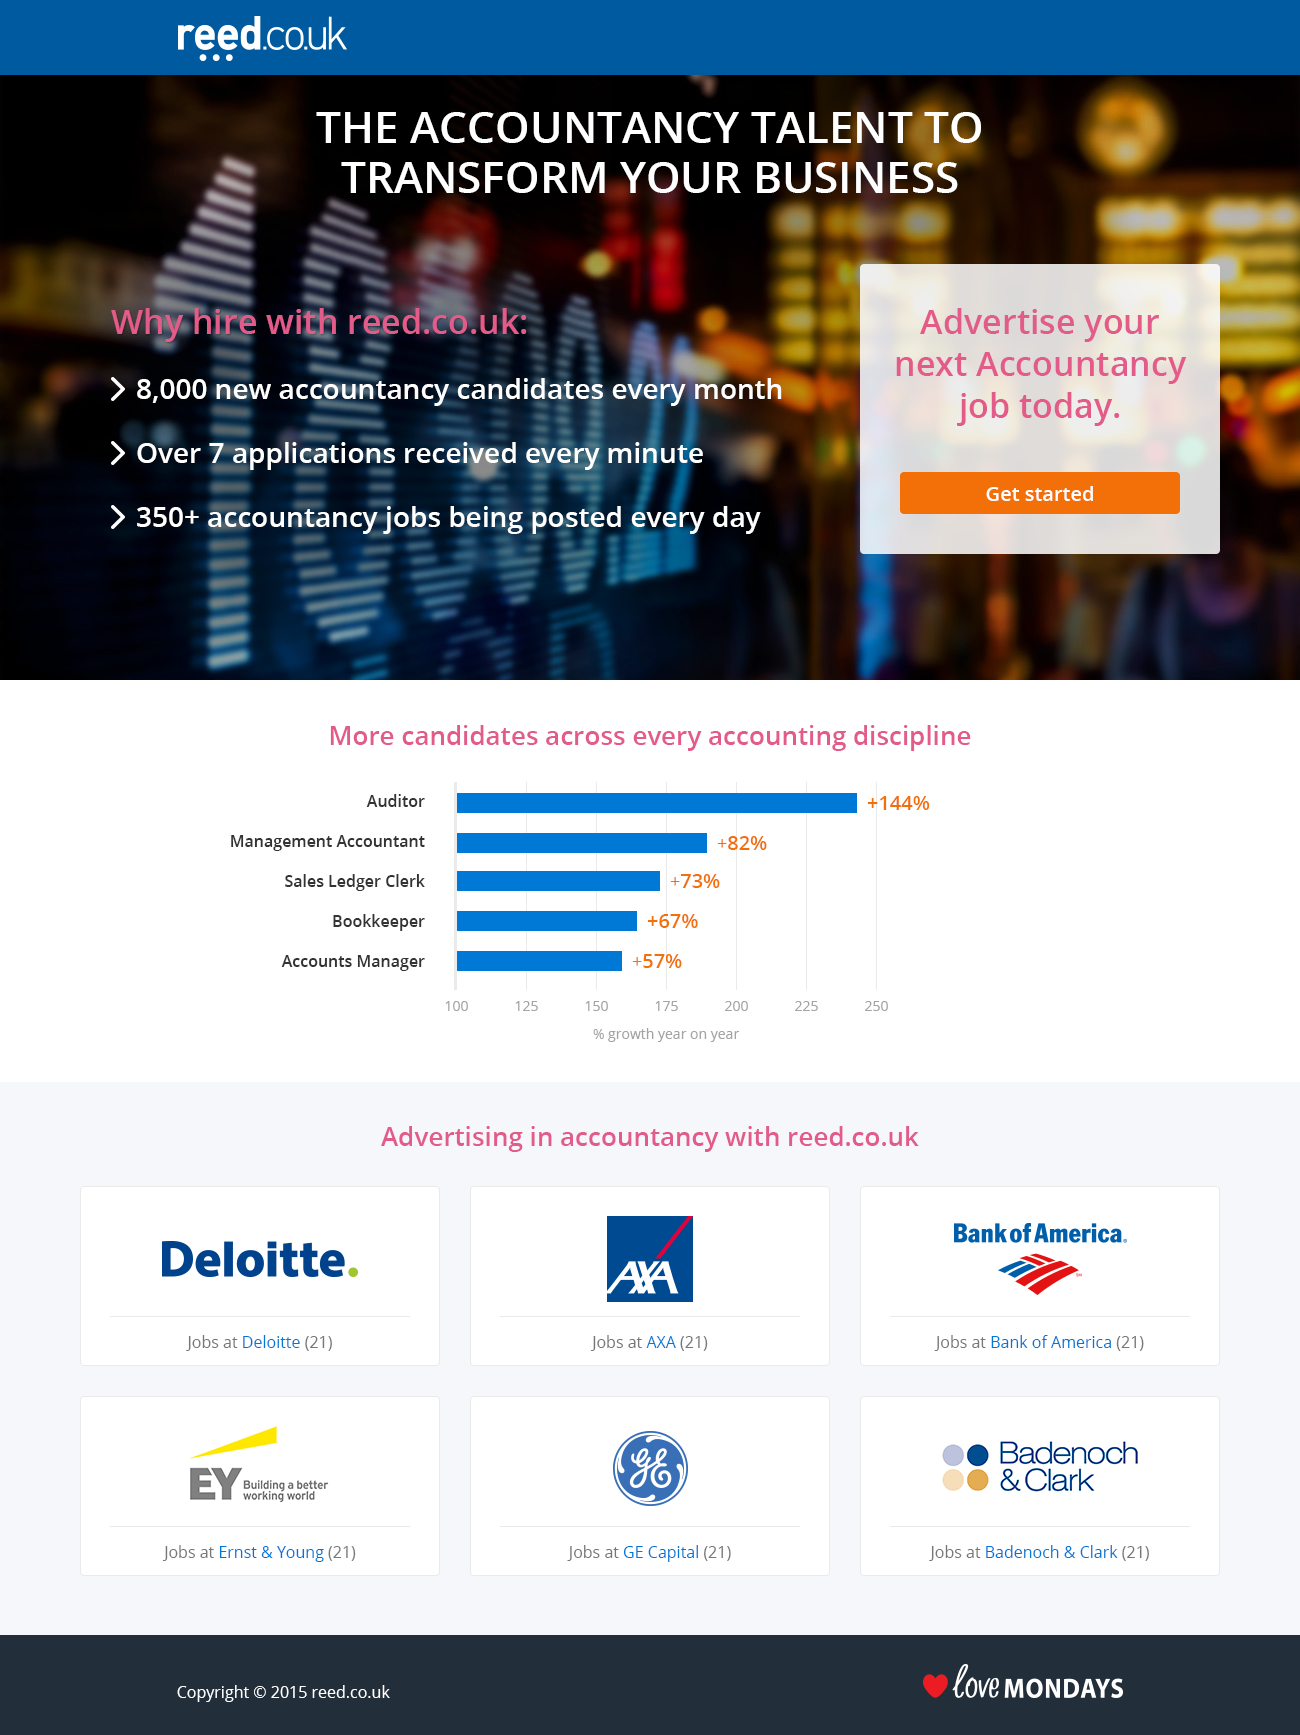 reed.co.uk
THE ACCOUNTANCY TALENT TO
TRANSFORM YOUR BUSINESS
Why hire with reed.co.uk:
8,000 new accountancy candidates every month
Over 7 applications received every minute
350+ accountancy jobs being posted every day
Advertise your
next Accountancy
job today.
Get started
More candidates across every accounting discipline
Auditor +144%
Management Accountant +82%
Sales Ledger Clerk +73%
Bookkeeper +67%
Accounts Manager +57%
100 125 150 175 200 225 250
% growth year on year
Advertising in accountancy with reed.co.uk
Deloitte.
Jobs at Deloitte (21)
AXA
Jobs at AXA (21)
Bank of America
Jobs at Bank of America (21)
EY Building a better
working world
Jobs at Ernst & Young (21)
GE
Jobs at GE Capital (21)
Badenoch
& Clark
Jobs at Badenoch & Clark (21)
Copyright © 2015 reed.co.uk
love MONDAYS